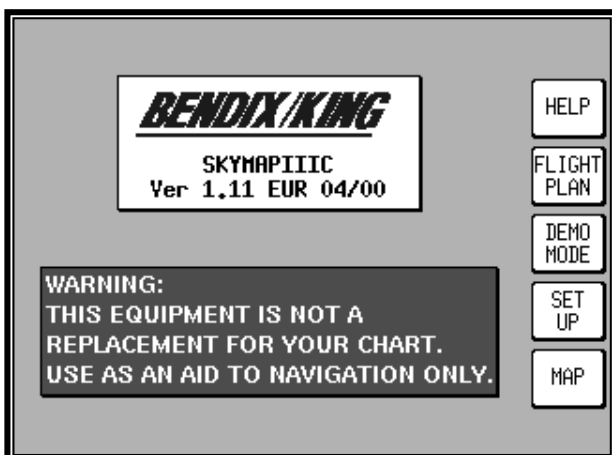 BENDIX/KING
SKYMAPIIIC
Ver 1.11 EUR 04/00
WARNING:
THIS EQUIPMENT IS NOT A
REPLACEMENT FOR YOUR CHART.
USE AS AN AID TO NAVIGATION ONLY.
HELP
FLIGHT
PLAN
DEMO
MODE
SET
UP
MAP